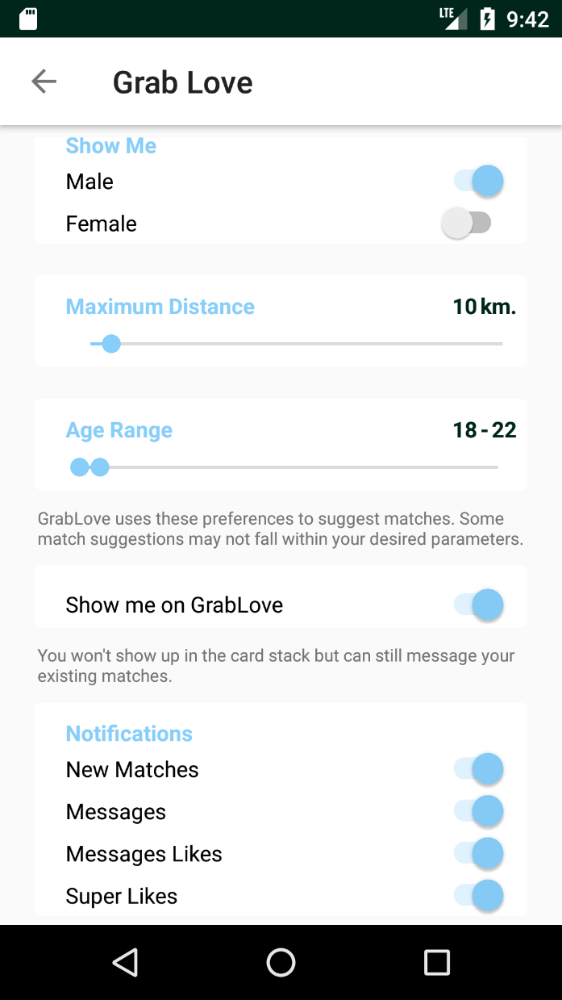 LTE 9:42
Grab Love
Show Me
Male
Female
Maximum Distance 10 km.
Age Range 18 - 22
GrabLove uses these preferences to suggest matches. Some
match suggestions may not fall within your desired parameters.
Show me on GrabLove
You won't show up in the card stack but can still message your
existing matches.
Notifications
New Matches
Messages
Messages Likes
Super Likes